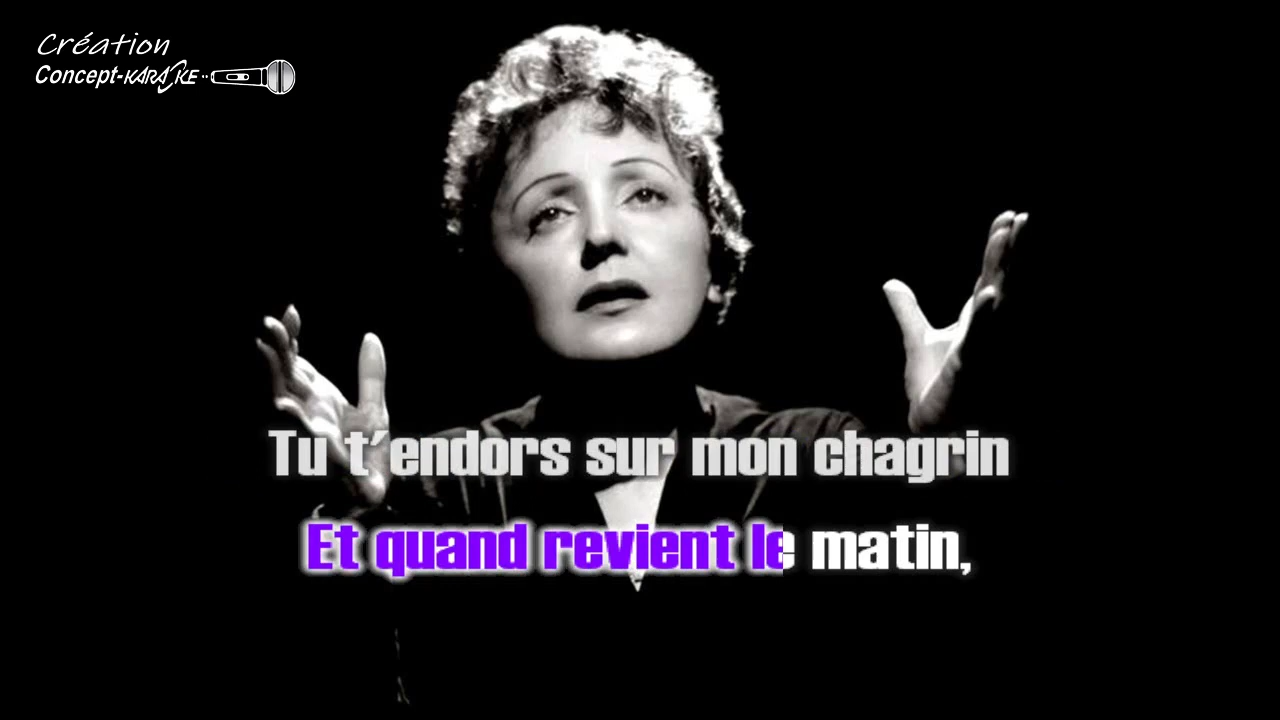 Création
Concept-KARAOKE
Tu t'endors sur mon chagrin
Et quand revient le matin,